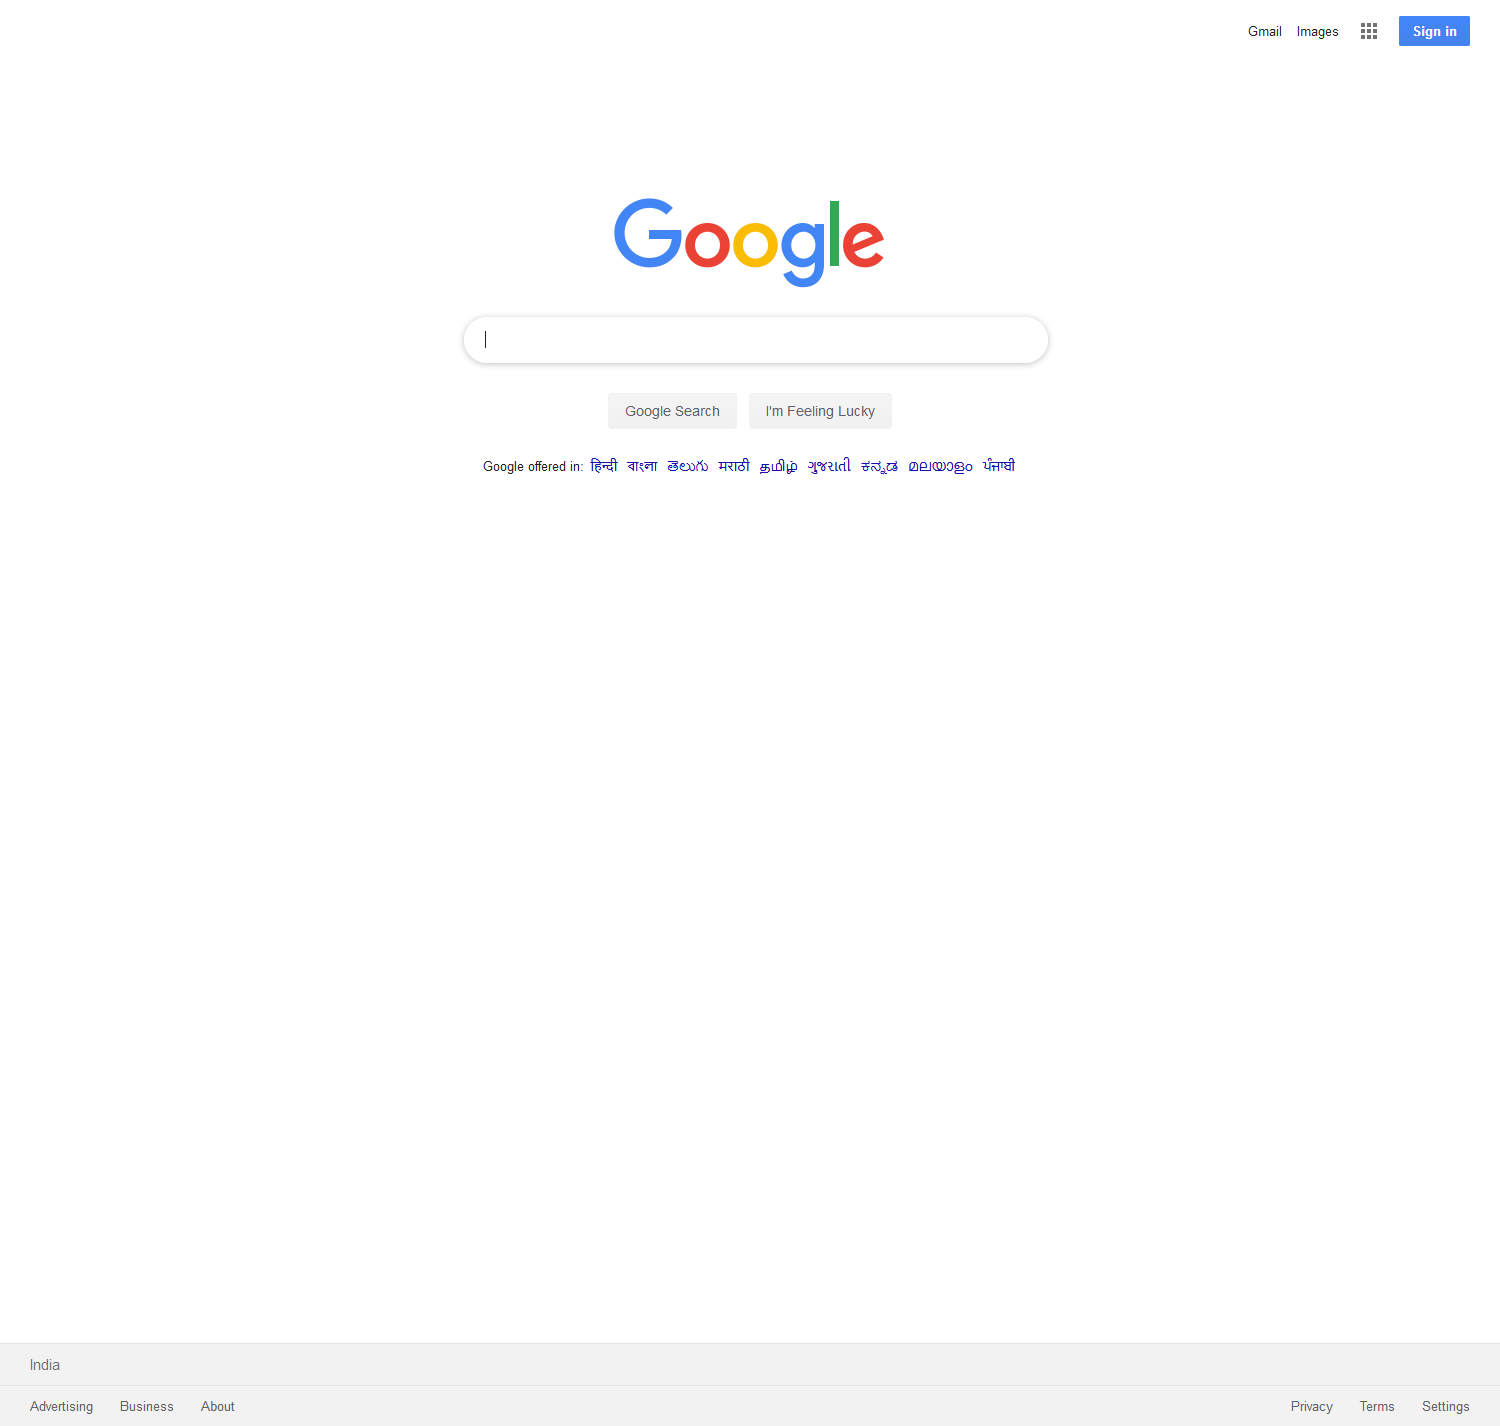 Gmail Images Sign in
Google
Google Search I'm Feeling Lucky
Google offered in: हिन्दी বাংলা తెలుగు मराठी தமிழ் ગુજરાતી ಕನ್ನಡ മലയാളം ਪੰਜਾਬੀ
India
Advertising Business About Privacy Terms Settings